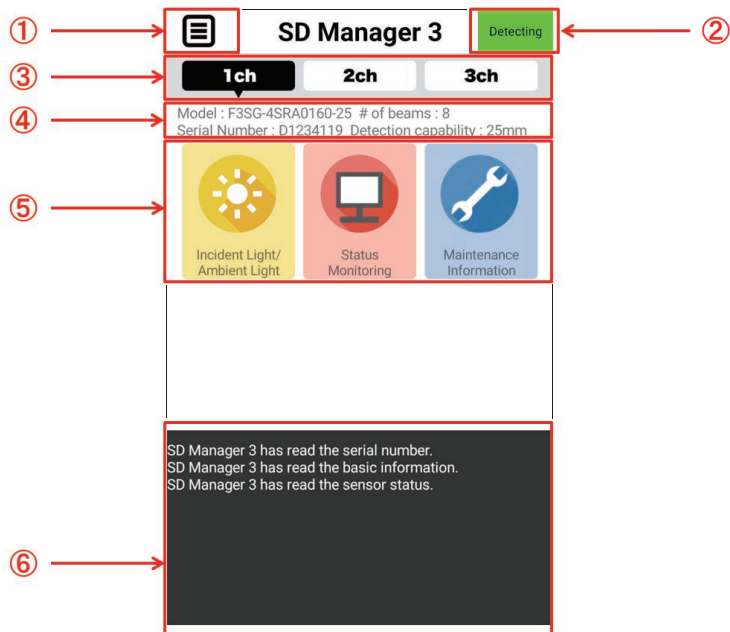 ① SD Manager 3 Detecting ②
③ 1ch 2ch 3ch
④ Model : F3SG-4SRA0160-25 # of beams : 8
Serial Number : D1234119 Detection capability : 25mm
⑤
Incident Light/
Ambient Light
Status
Monitoring
Maintenance
Information
SD Manager 3 has read the serial number.
SD Manager 3 has read the basic information.
SD Manager 3 has read the sensor status.
⑥